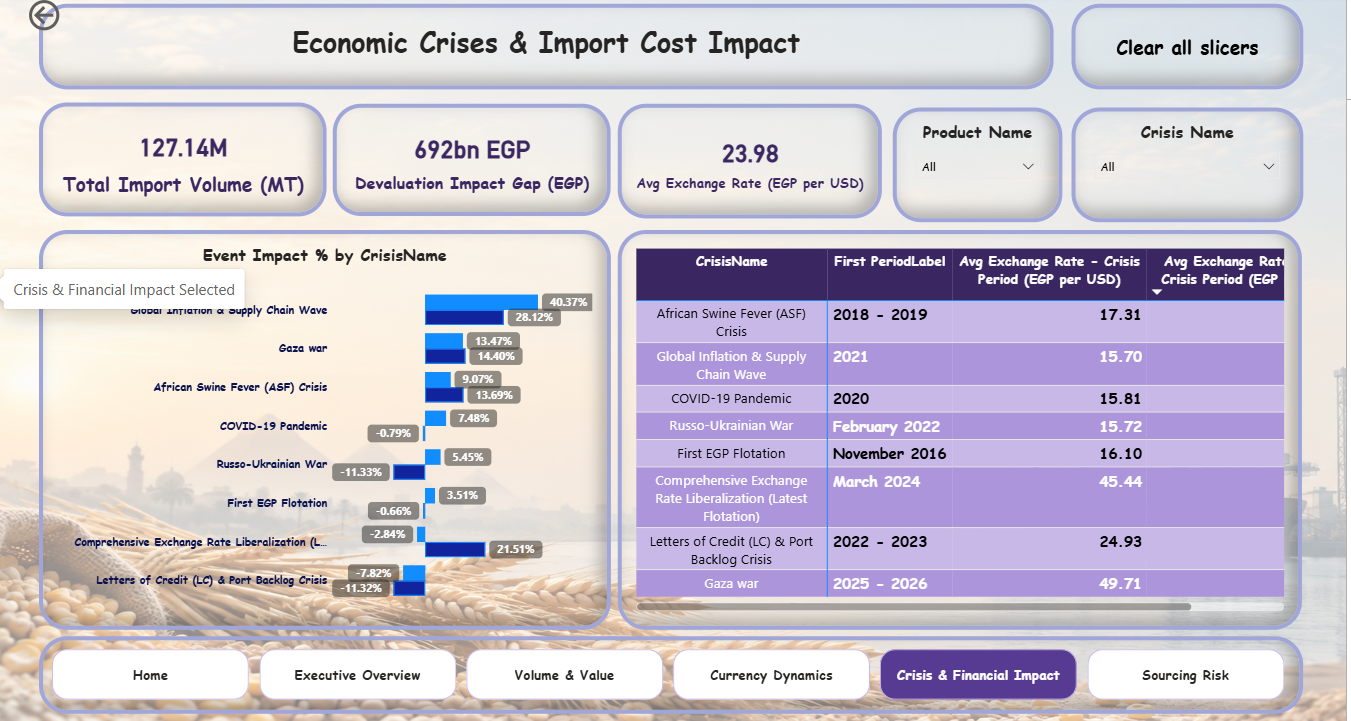 Economic Crises & Import Cost Impact
Clear all slicers
127.14M
Total Import Volume (MT)
692bn EGP
Devaluation Impact Gap (EGP)
23.98
Avg Exchange Rate (EGP per USD)
Product Name
All
Crisis Name
All
Event Impact % by CrisisName
Crisis & Financial Impact Selected
Global Inflation & Supply Chain Wave
40.37%
28.12%
Gaza war
13.47%
14.40%
African Swine Fever (ASF) Crisis
9.07%
13.69%
COVID-19 Pandemic
7.48%
-0.79%
Russo-Ukrainian War
5.45%
-11.33%
First EGP Flotation
3.51%
-0.66%
Comprehensive Exchange Rate Liberalization (L...
-2.84%
21.51%
Letters of Credit (LC) & Port Backlog Crisis
-7.82%
-11.32%
CrisisName
First PeriodLabel
Avg Exchange Rate - Crisis
Period (EGP per USD)
Avg Exchange Rat
Crisis Period (EGP
African Swine Fever (ASF)
Crisis
2018 - 2019
17.31
Global Inflation & Supply
Chain Wave
2021
15.70
COVID-19 Pandemic
2020
15.81
Russo-Ukrainian War
February 2022
15.72
First EGP Flotation
November 2016
16.10
Comprehensive Exchange
Rate Liberalization (Latest
Flotation)
March 2024
45.44
Letters of Credit (LC) & Port
Backlog Crisis
2022 - 2023
24.93
Gaza war
2025 - 2026
49.71
Home
Executive Overview
Volume & Value
Currency Dynamics
Crisis & Financial Impact
Sourcing Risk